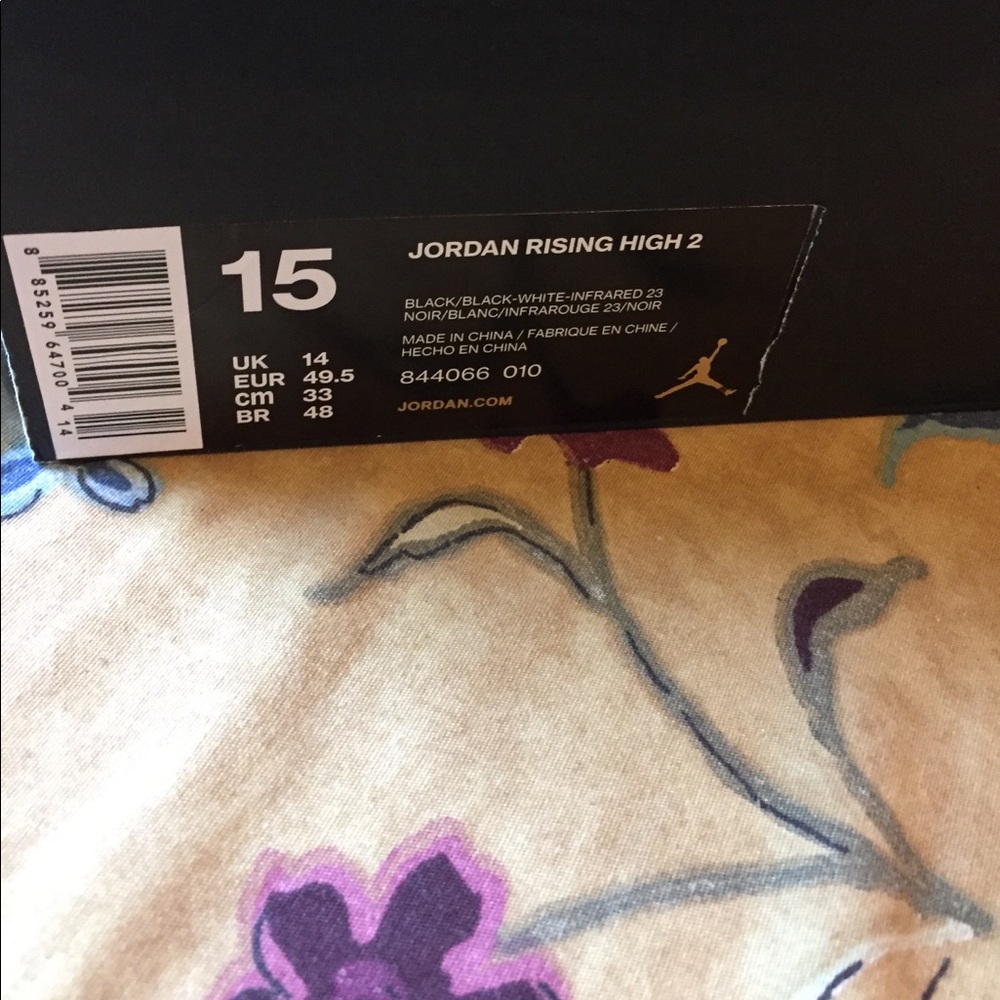 8 85259 64700 4 14
15
UK 14
EUR 49.5
cm 33
BR 48
JORDAN RISING HIGH 2
BLACK/BLACK-WHITE-INFRARED 23
NOIR/BLANC/INFRAROUGE 23/NOIR
MADE IN CHINA / FABRIQUE EN CHINE /
HECHO EN CHINA
844066 010
JORDAN.COM